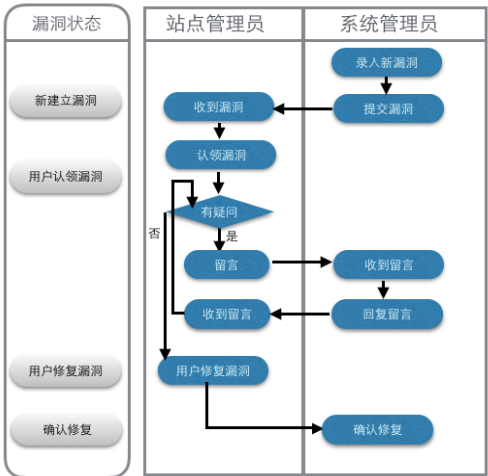 漏洞状态
新建立漏洞
用户认领漏洞
用户修复漏洞
确认修复
站点管理员
系统管理员
录入新漏洞
提交漏洞
收到漏洞
认领漏洞
有疑问
否
是
留言
收到留言
回复留言
收到留言
用户修复漏洞
确认修复